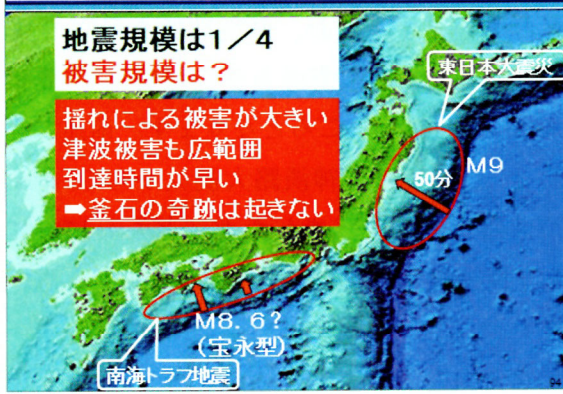 地震規模は1／4
被害規模は？
東日本大震災
揺れによる被害が大きい
津波被害も広範囲
到達時間が早い
➡釜石の奇跡は起きない
50分
M9
M8．6？
（宝永型）
南海トラフ地震
94